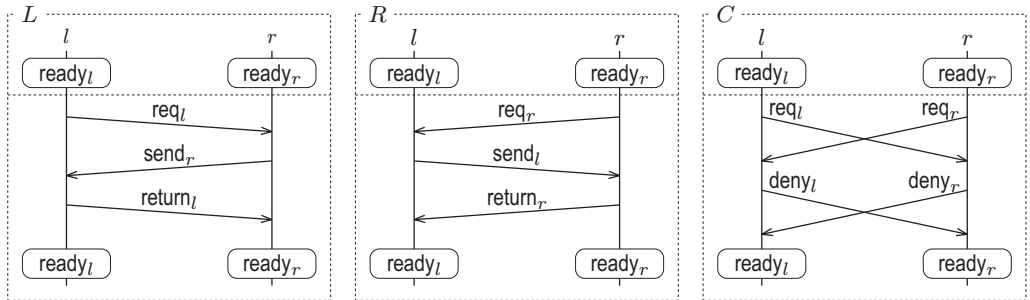 L
l r
ready_l ready_r
req_l
send_r
return_l
ready_l ready_r
R
l r
ready_l ready_r
req_r
send_l
return_r
ready_l ready_r
C
l r
ready_l ready_r
req_l req_r
deny_l deny_r
ready_l ready_r